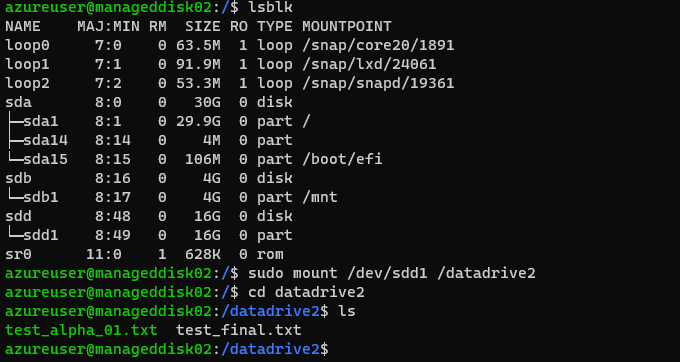 azureuser@manageddisk02:/$ lsblk
NAME    MAJ:MIN RM  SIZE RO TYPE MOUNTPOINT
loop0     7:0    0 63.5M  1 loop /snap/core20/1891
loop1     7:1    0 91.9M  1 loop /snap/lxd/24061
loop2     7:2    0 53.3M  1 loop /snap/snapd/19361
sda       8:0    0   30G  0 disk
├─sda1    8:1    0 29.9G  0 part /
├─sda14   8:14   0    4M  0 part
└─sda15   8:15   0  106M  0 part /boot/efi
sdb       8:16   0    4G  0 disk
└─sdb1    8:17   0    4G  0 part /mnt
sdd       8:48   0   16G  0 disk
└─sdd1    8:49   0   16G  0 part
sr0      11:0    1  628K  0 rom
azureuser@manageddisk02:/$ sudo mount /dev/sdd1 /datadrive2
azureuser@manageddisk02:/$ cd datadrive2
azureuser@manageddisk02:/datadrive2$ ls
test_alpha_01.txt  test_final.txt
azureuser@manageddisk02:/datadrive2$